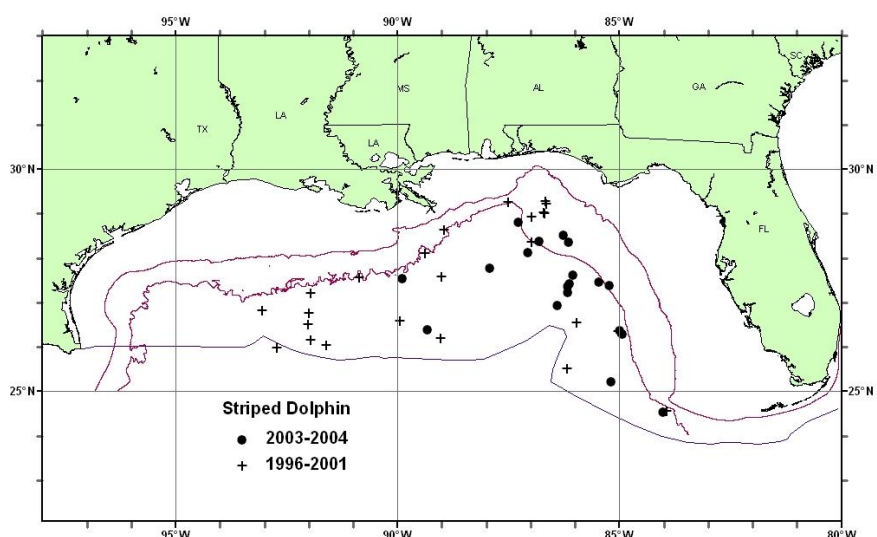 95°W 90°W 85°W
SC
MS AL GA
LA
TX
LA
30°N 30°N
FL
25°N 25°N
Striped Dolphin
2003-2004
1996-2001
95°W 90°W 85°W 80°W